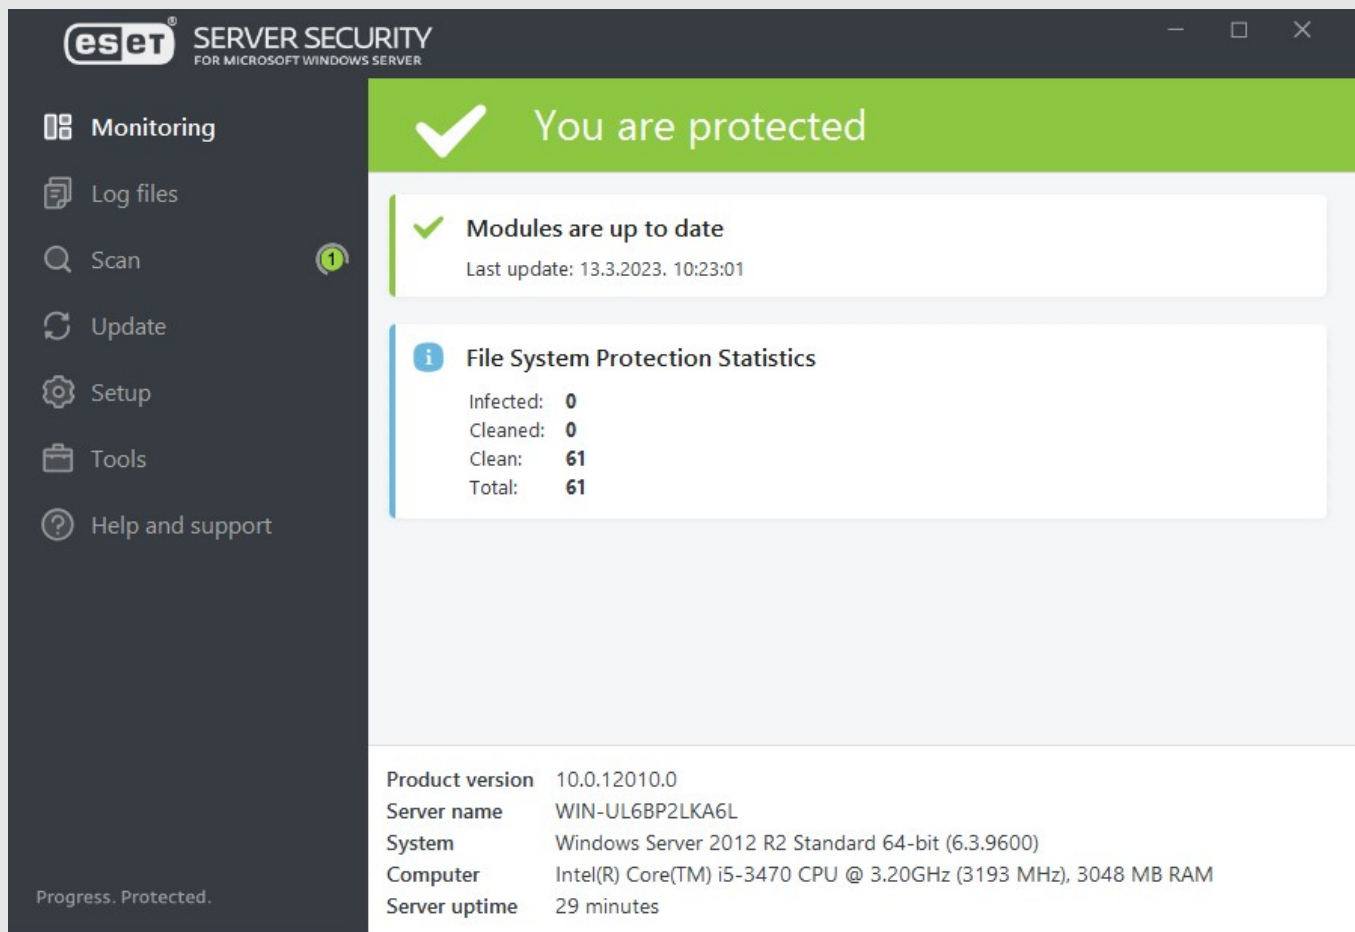 eset® SERVER SECURITY
FOR MICROSOFT WINDOWS SERVER
Monitoring
Log files
Scan 1
Update
Setup
Tools
Help and support
Progress. Protected.
You are protected
Modules are up to date
Last update: 13.3.2023. 10:23:01
File System Protection Statistics
Infected: 0
Cleaned: 0
Clean: 61
Total: 61
Product version 10.0.12010.0
Server name WIN-UL6BP2LKA6L
System Windows Server 2012 R2 Standard 64-bit (6.3.9600)
Computer Intel(R) Core(TM) i5-3470 CPU @ 3.20GHz (3193 MHz), 3048 MB RAM
Server uptime 29 minutes